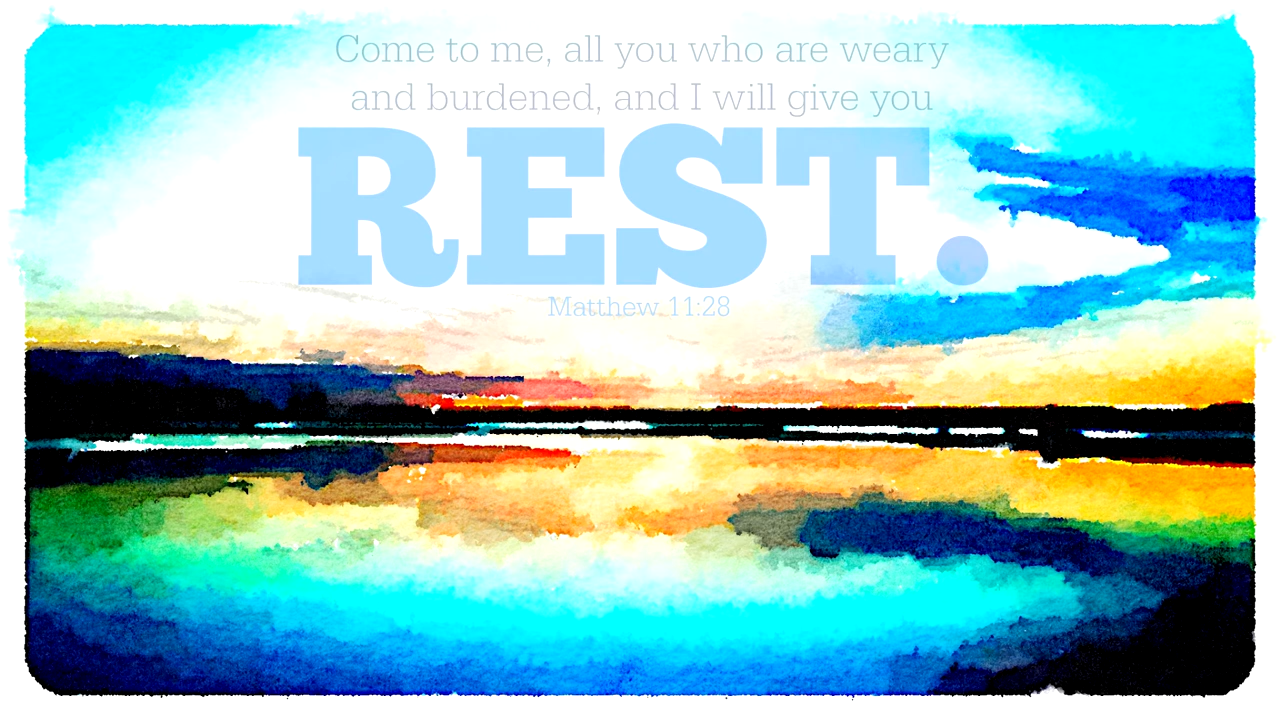 Come to me, all you who are weary
and burdened, and I will give you
REST.
Matthew 11:28